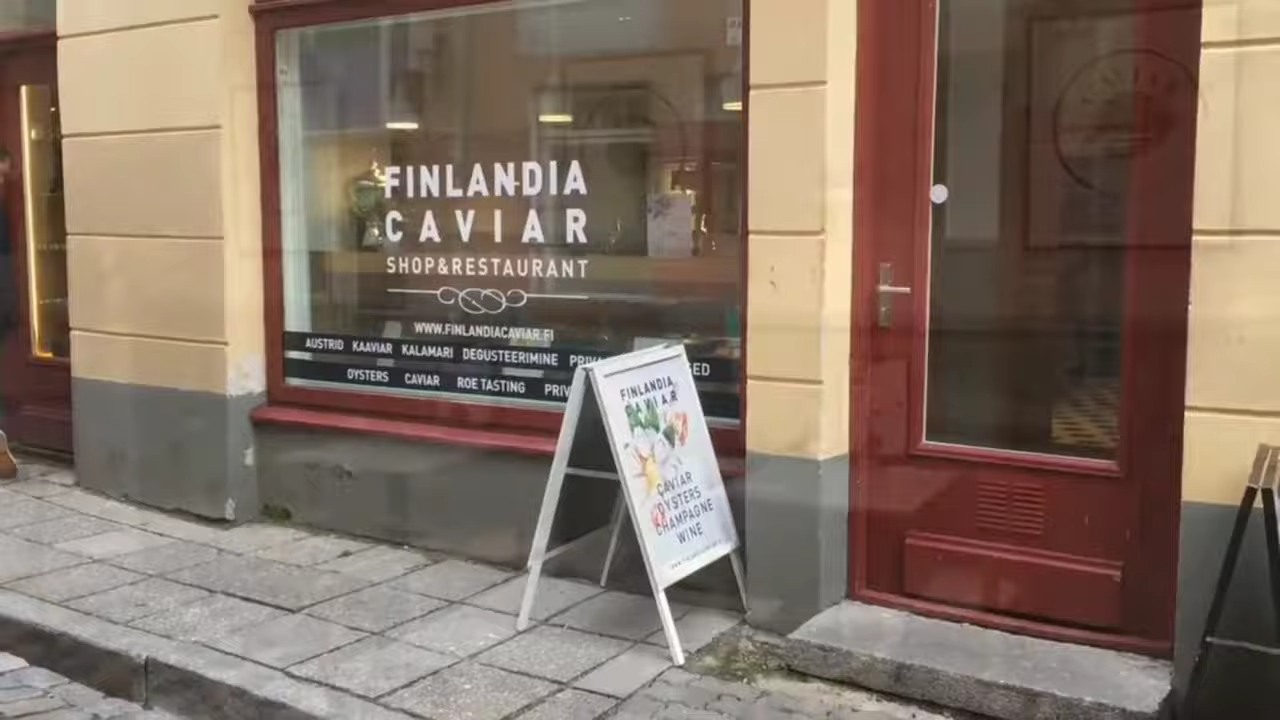 FINLANDIA
CAVIAR
SHOP&RESTAURANT
WWW.FINLANDIACAVIAR.FI
AUSTRID KAAVIAR KALAMARI DEGUSTEERIMINE
OYSTERS CAVIAR ROE TASTING
FINLANDIA
CAVIAR
CAVIAR
OYSTERS
CHAMPAGNE
WINE